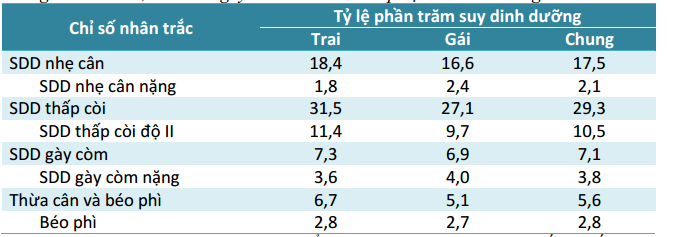 Chỉ số nhân trắc Tỷ lệ phần trăm suy dinh dưỡng
Trai Gái Chung
SDD nhẹ cân 18,4 16,6 17,5
SDD nhẹ cân nặng 1,8 2,4 2,1
SDD thấp còi 31,5 27,1 29,3
SDD thấp còi độ II 11,4 9,7 10,5
SDD gày còm 7,3 6,9 7,1
SDD gày còm nặng 3,6 4,0 3,8
Thừa cân và béo phì 6,7 5,1 5,6
Béo phì 2,8 2,7 2,8